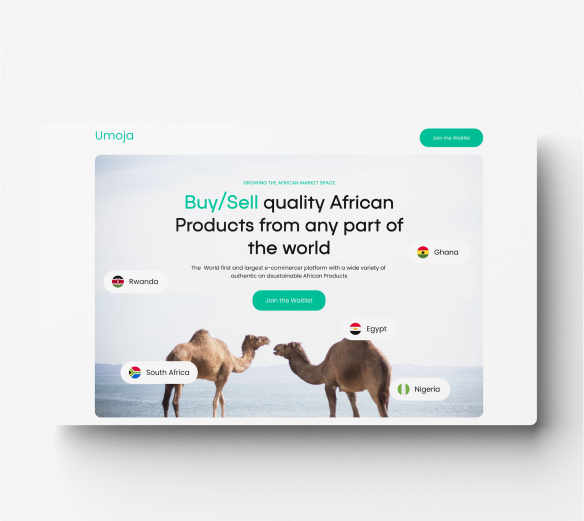 Umoja
Join the Waitlist
GROWING THE AFRICAN MARKET SPACE
Buy/Sell quality African
Products from any part of
the world
The World first and largest e-commercer platform with a wide variety of
authentic an dsustainable African Products
Join the Waitlist
Ghana
Rwanda
Egypt
South Africa
Nigeria